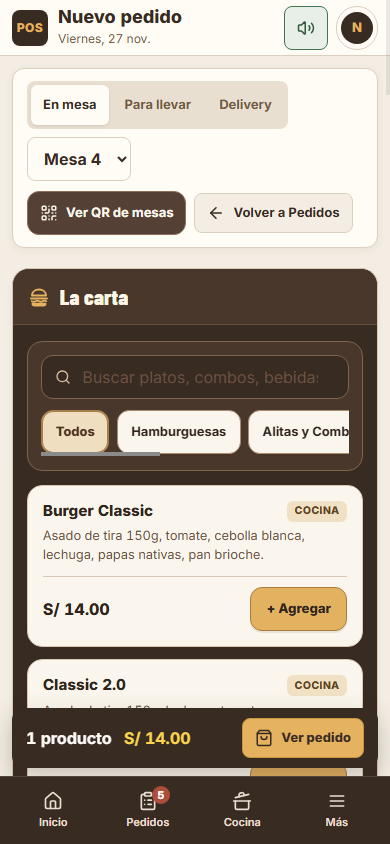 POS
Nuevo pedido
Viernes, 27 nov.
N
En mesa
Para llevar
Delivery
Mesa 4
Ver QR de mesas
Volver a Pedidos
La carta
Buscar platos, combos, bebidas
Todos
Hamburguesas
Alitas y Comb
Burger Classic
COCINA
Asado de tira 150g, tomate, cebolla blanca,
lechuga, papas nativas, pan brioche.
S/ 14.00
+ Agregar
Classic 2.0
COCINA
1 producto
S/ 14.00
Ver pedido
Inicio
5
Pedidos
Cocina
Más